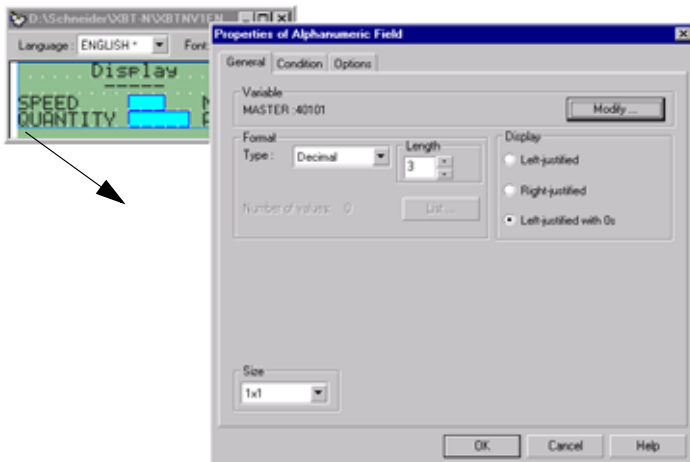 D:\Schneider\XBT-N\XBTNV1EN
Language: ENGLISH *
Font:
Display
SPEED
QUANTITY
Properties of Alphanumeric Field
General Condition Options
Variable
MASTER :40101
Modify ...
Format
Type : Decimal
Length
3
Number of values: 0
List ...
Display
Left-justified
Right-justified
Left-justified with 0s
Size
1x1
OK Cancel Help